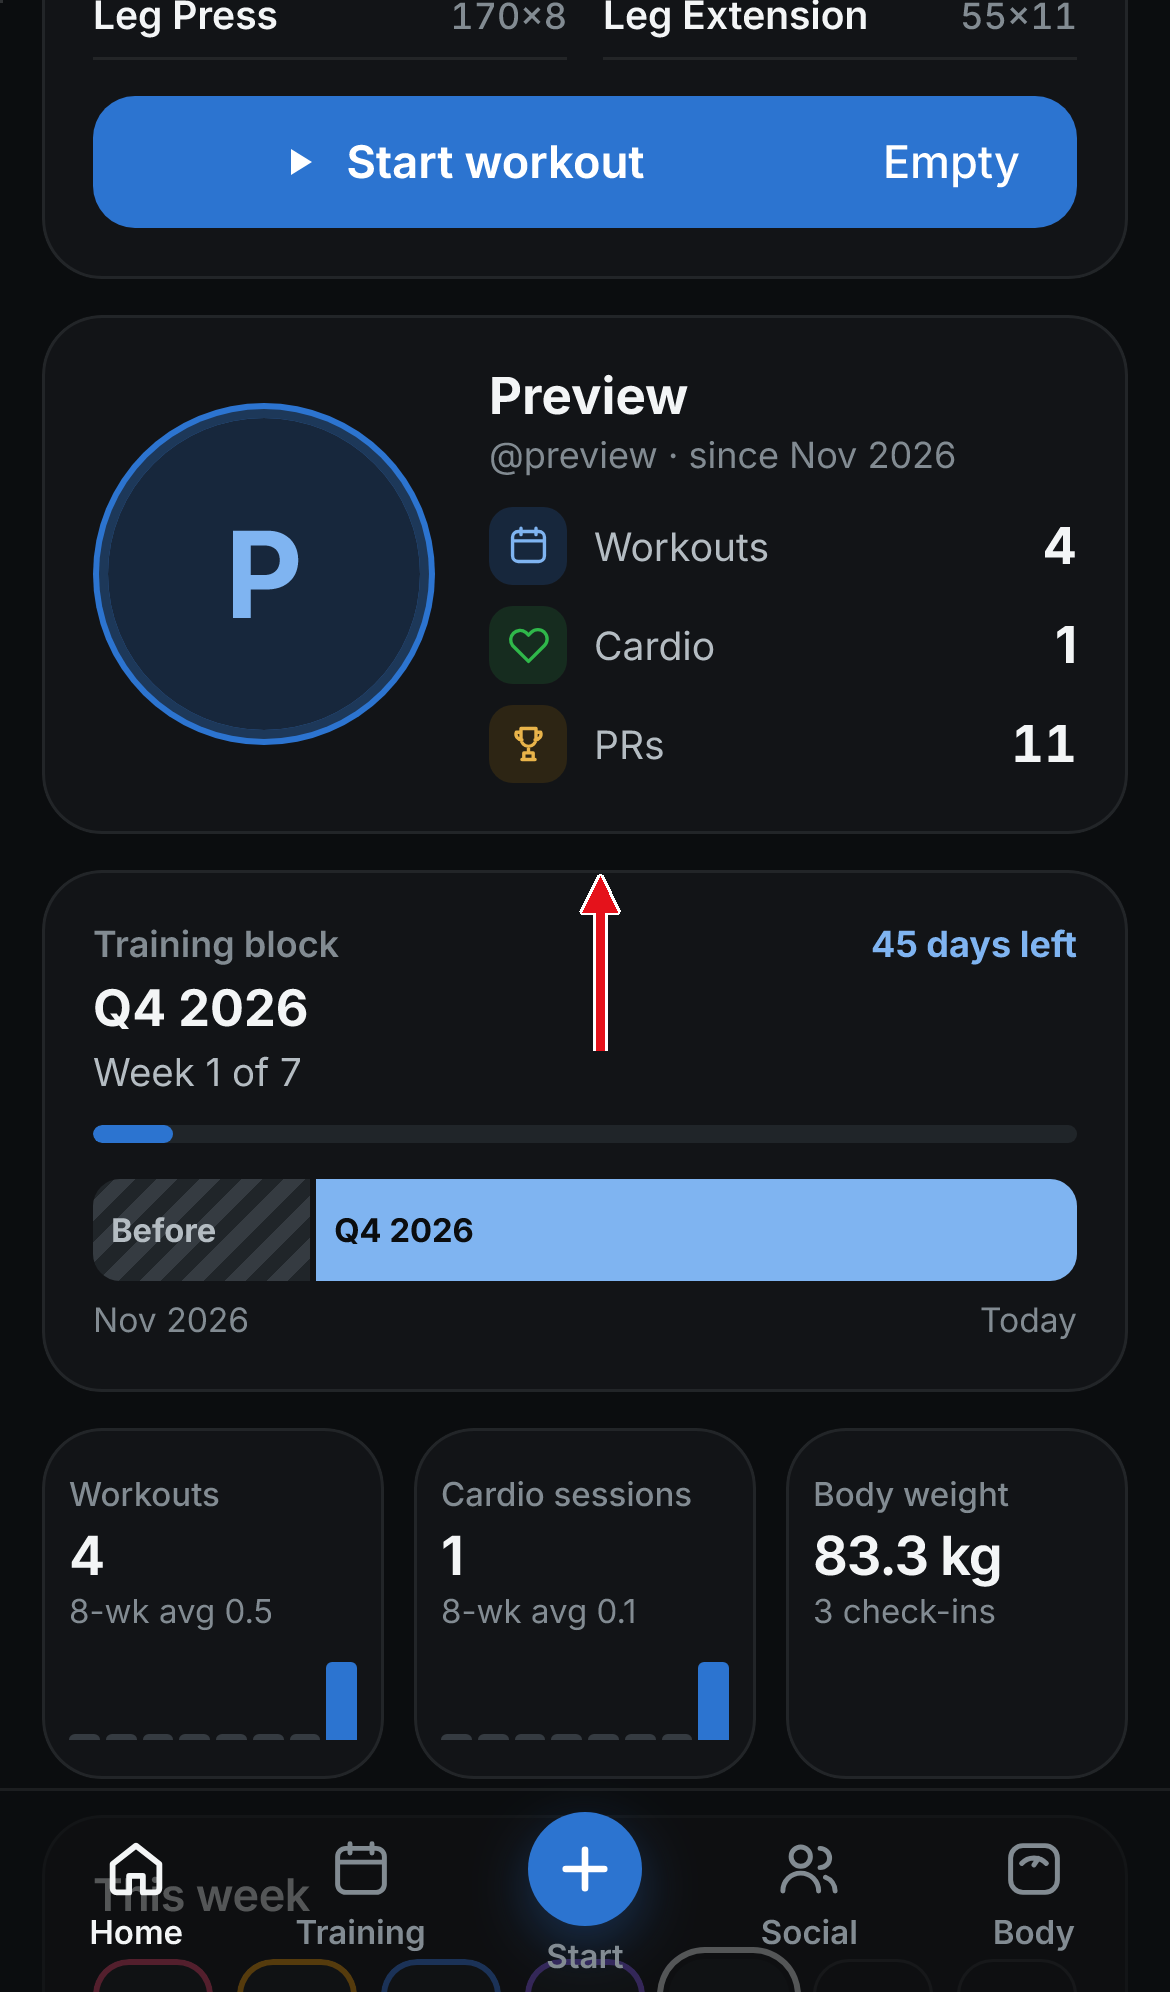 Leg Press 170×8 Leg Extension 55×11
Start workout Empty
Preview
@preview · since Nov 2026
P
Workouts 4
Cardio 1
PRs 11
Training block 45 days left
Q4 2026
Week 1 of 7
Before Q4 2026
Nov 2026 Today
Workouts
4
8-wk avg 0.5
Cardio sessions
1
8-wk avg 0.1
Body weight
83.3 kg
3 check-ins
This week
Home Training Start Social Body